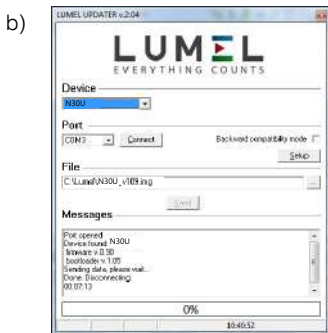 b)
LUMEL UPDATER v.2.04
LUMEL
EVERYTHING COUNTS
Device
N30U
Port
COM3 Connect Backward compatibility mode
Setup
File
C:\Lumel\N30U_v109.img ...
Send
Messages
Port opened
Device found: N30U
firmware v:0.90
bootloader v:1.05
Sending data, please wait...
Done. Disconnecting.
00:07:13
0%
10:40:52